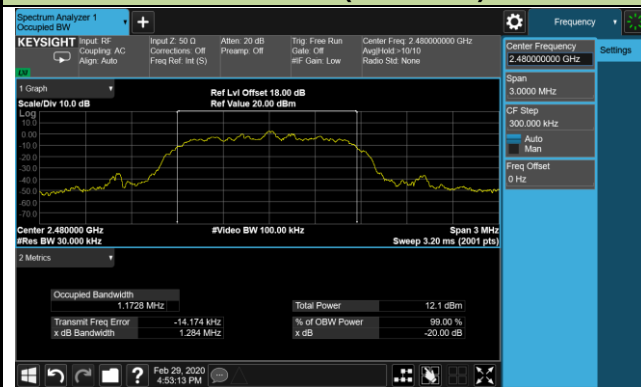 Spectrum Analyzer 1
Occupied BW
Frequency
KEYSIGHT
Input: RF
Coupling: AC
Align: Auto
Input Z: 50 Ω
Corrections: Off
Freq Ref: Int (S)
Atten: 20 dB
Preamp: Off
Trig: Free Run
Gate: Off
#IF Gain: Low
Center Freq: 2.480000000 GHz
Avg|Hold:>10/10
Radio Std: None
Center Frequency
2.480000000 GHz
Settings
Span
3.0000 MHz
CF Step
300.000 kHz
Auto
Man
Freq Offset
0 Hz
1 Graph
Scale/Div 10.0 dB
Ref Lvl Offset 18.00 dB
Ref Value 20.00 dBm
Log
10.0
0.00
-10.0
-20.0
-30.0
-40.0
-50.0
-60.0
-70.0
Center 2.480000 GHz
#Video BW 100.00 kHz
Span 3 MHz
#Res BW 30.000 kHz
Sweep 3.20 ms (2001 pts)
2 Metrics
Occupied Bandwidth
1.1728 MHz
Total Power 12.1 dBm
Transmit Freq Error -14.174 kHz
% of OBW Power 99.00 %
x dB Bandwidth 1.284 MHz
x dB -20.00 dB
Feb 29, 2020
4:53:13 PM